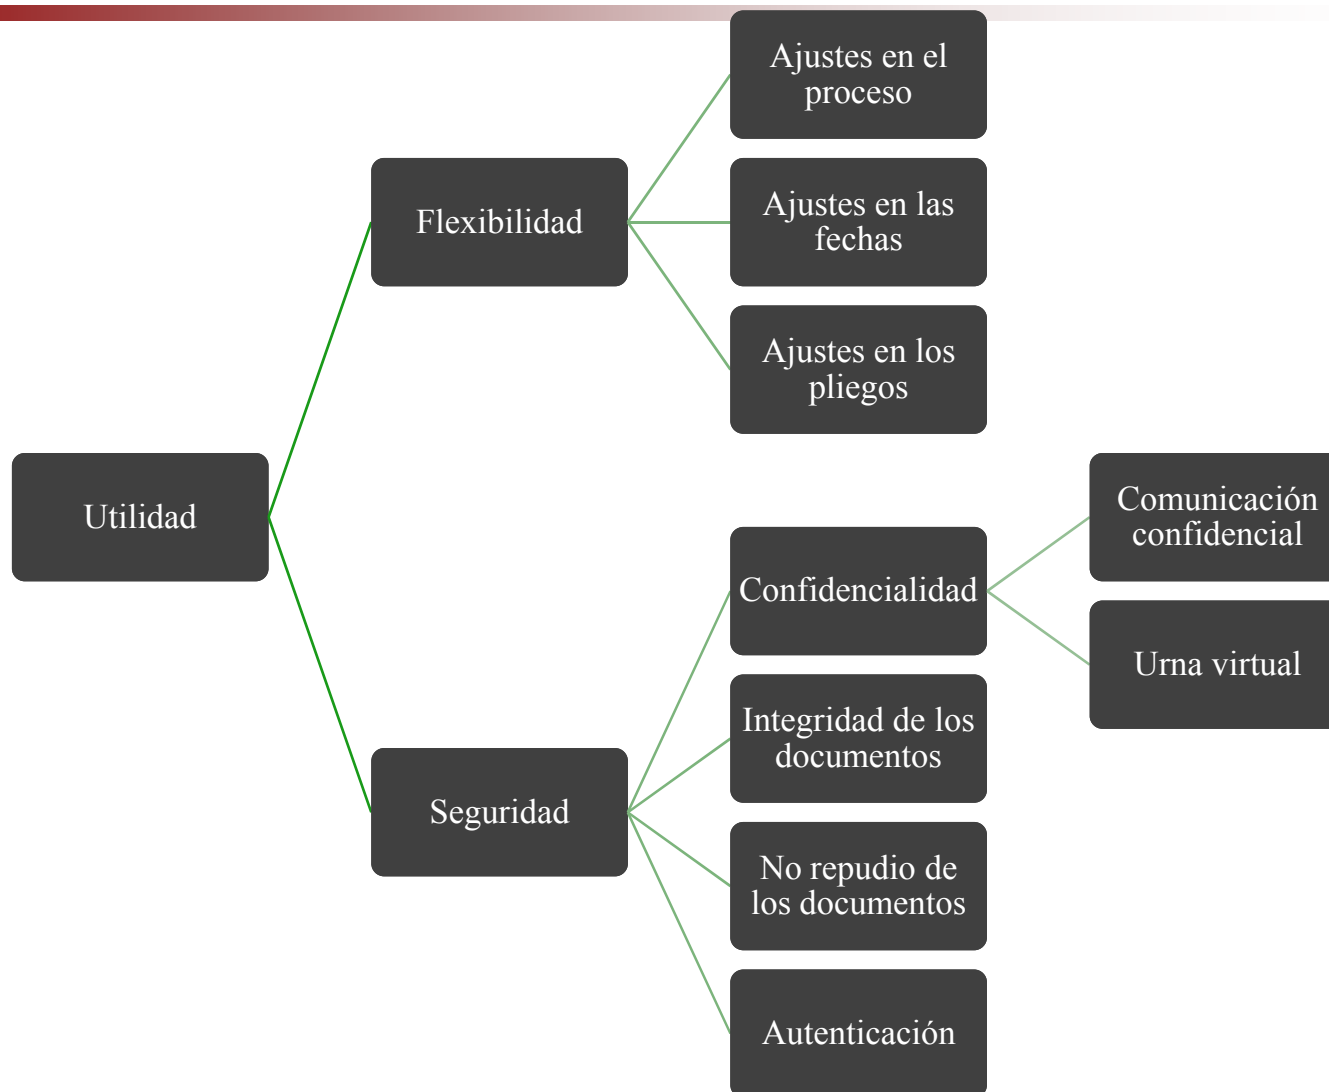 Ajustes en el
proceso
Flexibilidad
Ajustes en las
fechas
Ajustes en los
pliegos
Utilidad
Comunicación
confidencial
Confidencialidad
Urna virtual
Integridad de los
documentos
Seguridad
No repudio de
los documentos
Autenticación